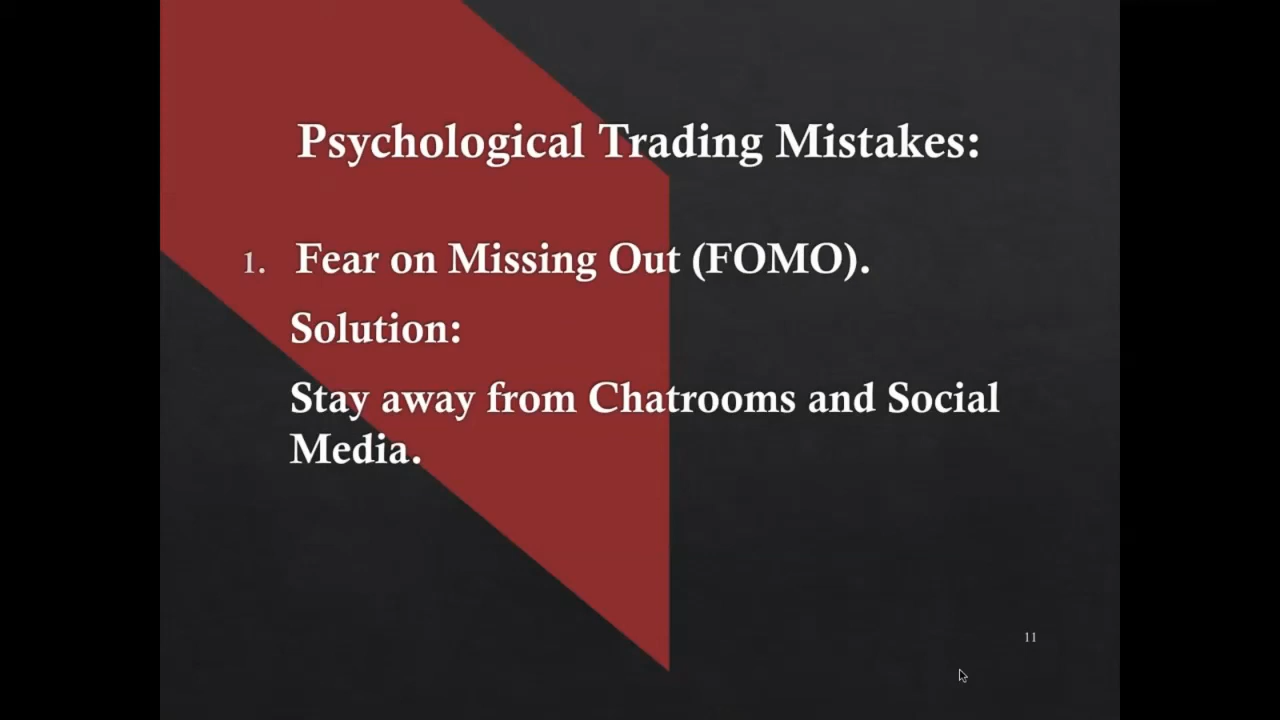 Psychological Trading Mistakes:
1. Fear on Missing Out (FOMO).
Solution:
Stay away from Chatrooms and Social
Media.
11